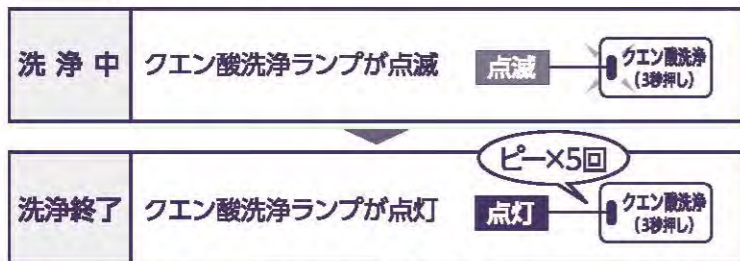 洗浄中
クエン酸洗浄ランプが点滅
点滅
クエン酸洗浄
(3秒押し)
ピー×5回
洗浄終了
クエン酸洗浄ランプが点灯
点灯
クエン酸洗浄
(3秒押し)